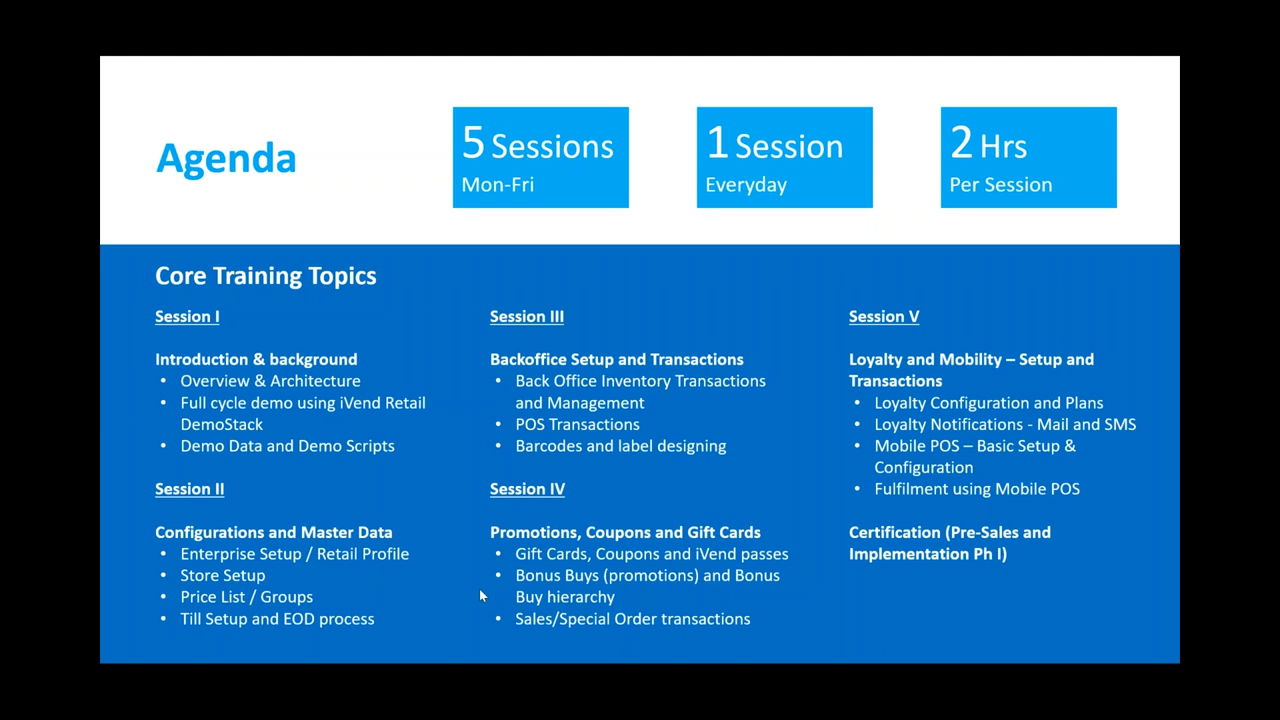 Agenda
5 Sessions
Mon-Fri
1 Session
Everyday
2 Hrs
Per Session
Core Training Topics
Session I
Introduction & background
• Overview & Architecture
• Full cycle demo using iVend Retail
DemoStack
• Demo Data and Demo Scripts
Session II
Configurations and Master Data
• Enterprise Setup / Retail Profile
• Store Setup
• Price List / Groups
• Till Setup and EOD process
Session III
Backoffice Setup and Transactions
• Back Office Inventory Transactions
and Management
• POS Transactions
• Barcodes and label designing
Session IV
Promotions, Coupons and Gift Cards
• Gift Cards, Coupons and iVend passes
• Bonus Buys (promotions) and Bonus
Buy hierarchy
• Sales/Special Order transactions
Session V
Loyalty and Mobility – Setup and
Transactions
• Loyalty Configuration and Plans
• Loyalty Notifications - Mail and SMS
• Mobile POS – Basic Setup &
Configuration
• Fulfilment using Mobile POS
Certification (Pre-Sales and
Implementation Ph I)